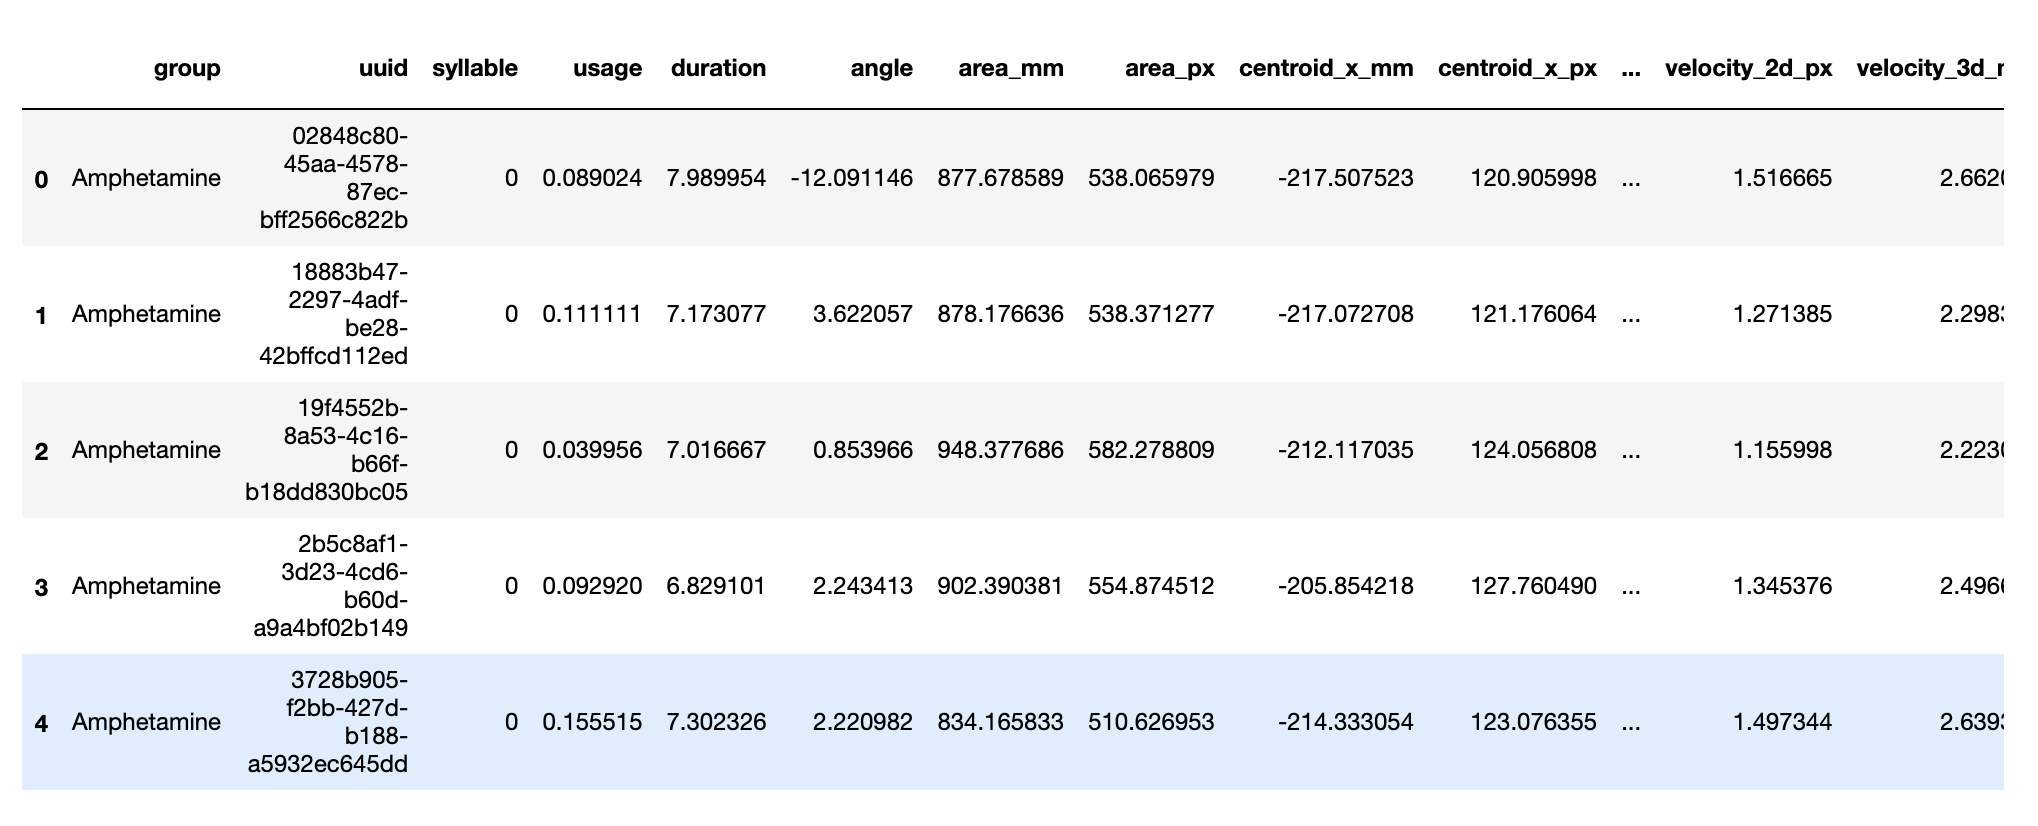 group uuid syllable usage duration angle area_mm area_px centroid_x_mm centroid_x_px ... velocity_2d_px velocity_3d_
02848c80-
45aa-4578-
0 Amphetamine 0 0.089024 7.989954 -12.091146 877.678589 538.065979 -217.507523 120.905998 ... 1.516665 2.662
87ec-
bff2566c822b
18883b47-
2297-4adf-
1 Amphetamine 0 0.111111 7.173077 3.622057 878.176636 538.371277 -217.072708 121.176064 ... 1.271385 2.298
be28-
42bffcd112ed
19f4552b-
8a53-4c16-
2 Amphetamine 0 0.039956 7.016667 0.853966 948.377686 582.278809 -212.117035 124.056808 ... 1.155998 2.223
b66f-
b18dd830bc05
2b5c8af1-
3d23-4cd6-
3 Amphetamine 0 0.092920 6.829101 2.243413 902.390381 554.874512 -205.854218 127.760490 ... 1.345376 2.496
b60d-
a9a4bf02b149
3728b905-
f2bb-427d-
4 Amphetamine 0 0.155515 7.302326 2.220982 834.165833 510.626953 -214.333054 123.076355 ... 1.497344 2.639
b188-
a5932ec645dd